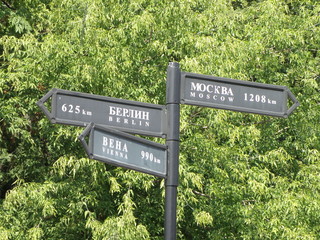 МОСКВА
MOSCOW 1208 km
625 km БЕРЛИН
BERLIN
ВЕНА
VIENNA 990 km